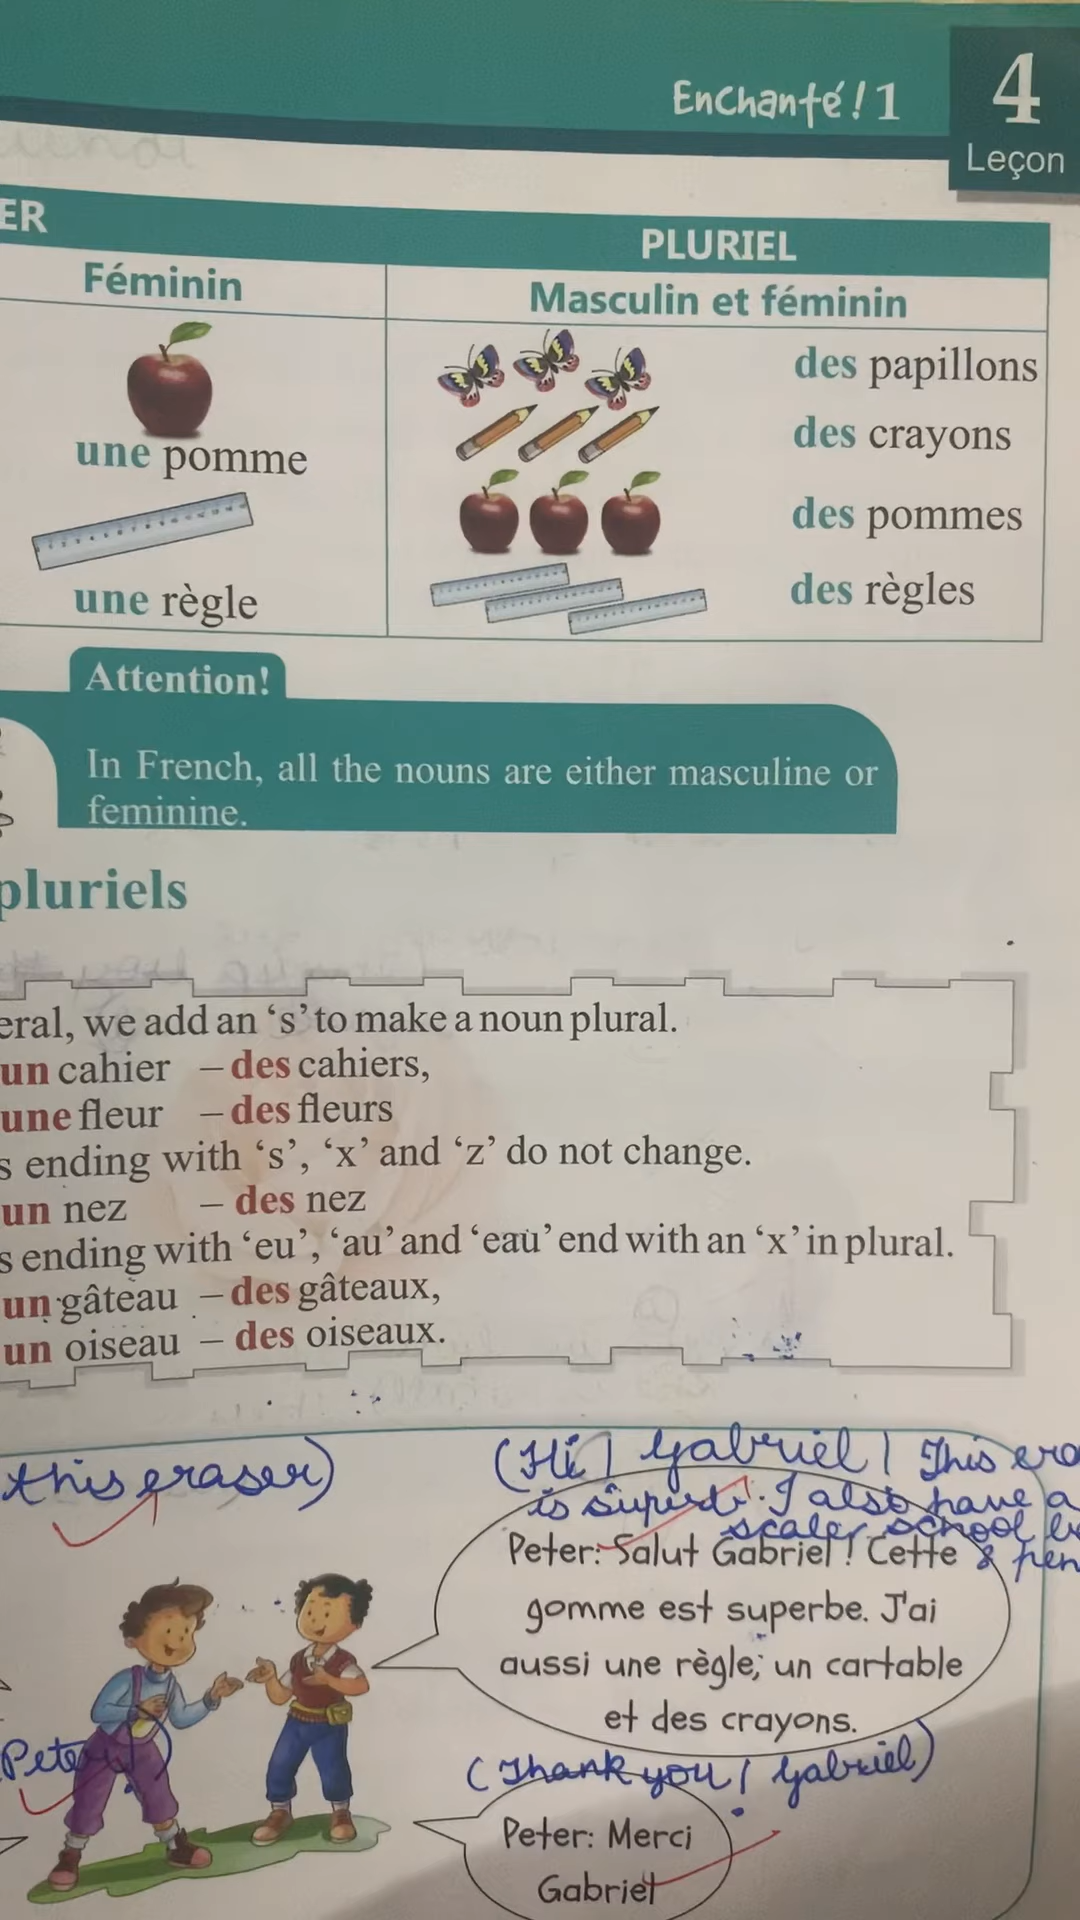 Enchanté! 1
4
Leçon
ER
PLURIEL
Féminin
Masculin et féminin
une pomme
une règle
des papillons
des crayons
des pommes
des règles
Attention!
In French, all the nouns are either masculine or
feminine.
pluriels
eral, we add an ‘s’ to make a noun plural.
un cahier – des cahiers,
une fleur – des fleurs
s ending with ‘s’, ‘x’ and ‘z’ do not change.
un nez – des nez
s ending with ‘eu’, ‘au’ and ‘eau’ end with an ‘x’ in plural.
un gâteau – des gâteaux,
un oiseau – des oiseaux.
this eraser)
(Hi! Gabriel! This era
is superb. I also have a
scaler, school b
& pen
Peter: Salut Gabriel ! Cette
gomme est superbe. J'ai
aussi une règle, un cartable
et des crayons.
Peter!)
(Thank you! Gabriel)
Peter: Merci
Gabriel